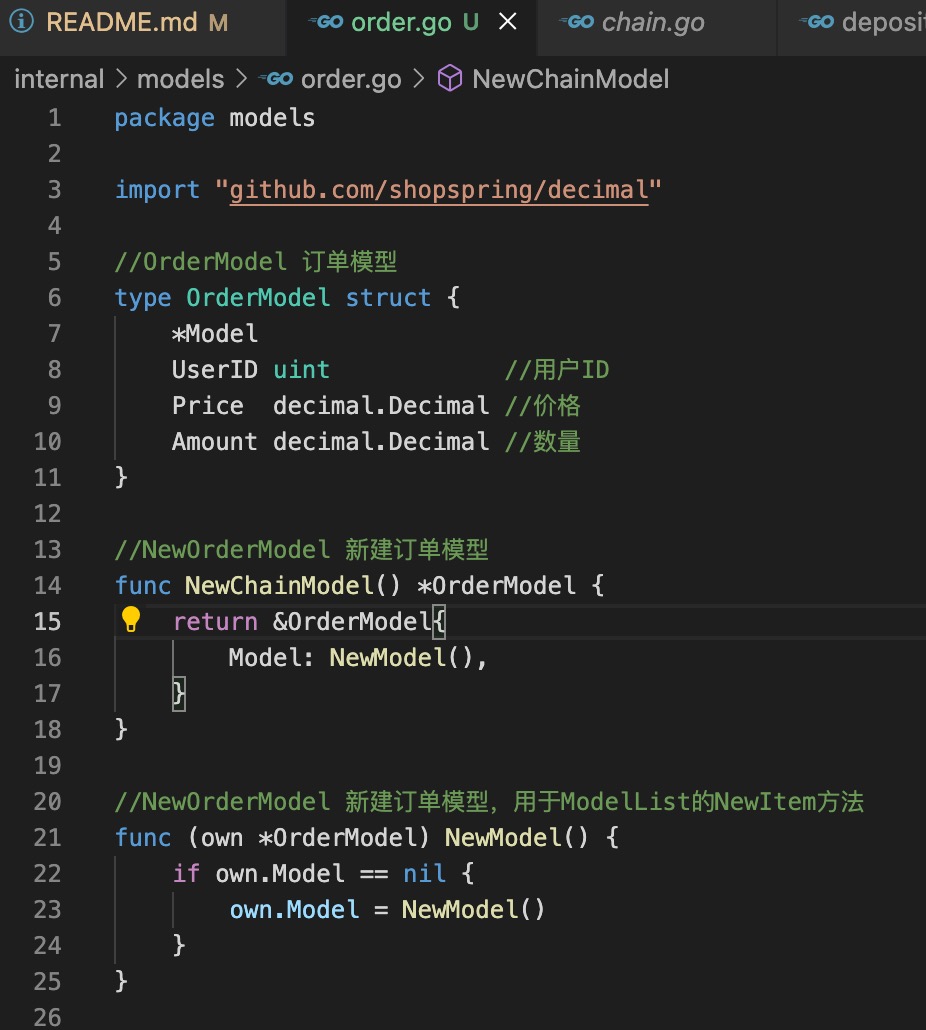 README.md M
GO order.go U ×
GO chain.go
GO deposi
internal > models > GO order.go > NewChainModel
1 package models
2
3 import "github.com/shopspring/decimal"
4
5 //OrderModel 订单模型
6 type OrderModel struct {
7     *Model
8     UserID uint            //用户ID
9     Price  decimal.Decimal //价格
10     Amount decimal.Decimal //数量
11 }
12
13 //NewOrderModel 新建订单模型
14 func NewChainModel() *OrderModel {
15     return &OrderModel{
16         Model: NewModel(),
17     }
18 }
19
20 //NewOrderModel 新建订单模型，用于ModelList的NewItem方法
21 func (own *OrderModel) NewModel() {
22     if own.Model == nil {
23         own.Model = NewModel()
24     }
25 }
26